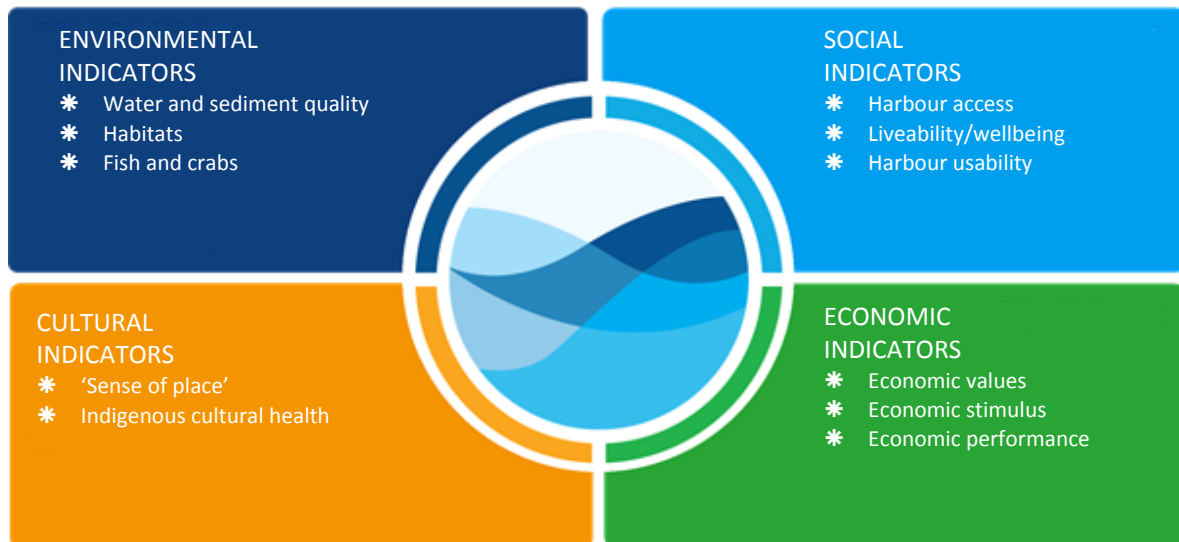 ENVIRONMENTAL
INDICATORS
⁕ Water and sediment quality
⁕ Habitats
⁕ Fish and crabs
SOCIAL
INDICATORS
⁕ Harbour access
⁕ Liveability/wellbeing
⁕ Harbour usability
CULTURAL
INDICATORS
⁕ ‘Sense of place’
⁕ Indigenous cultural health
ECONOMIC
INDICATORS
⁕ Economic values
⁕ Economic stimulus
⁕ Economic performance